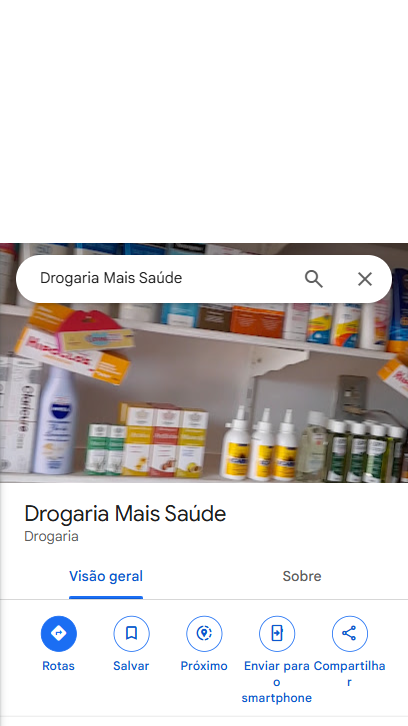 Drogaria Mais Saúde
Drogaria Mais Saúde
Drogaria
Visão geral
Sobre
Rotas
Salvar
Próximo
Enviar para o smartphone
Compartilhar